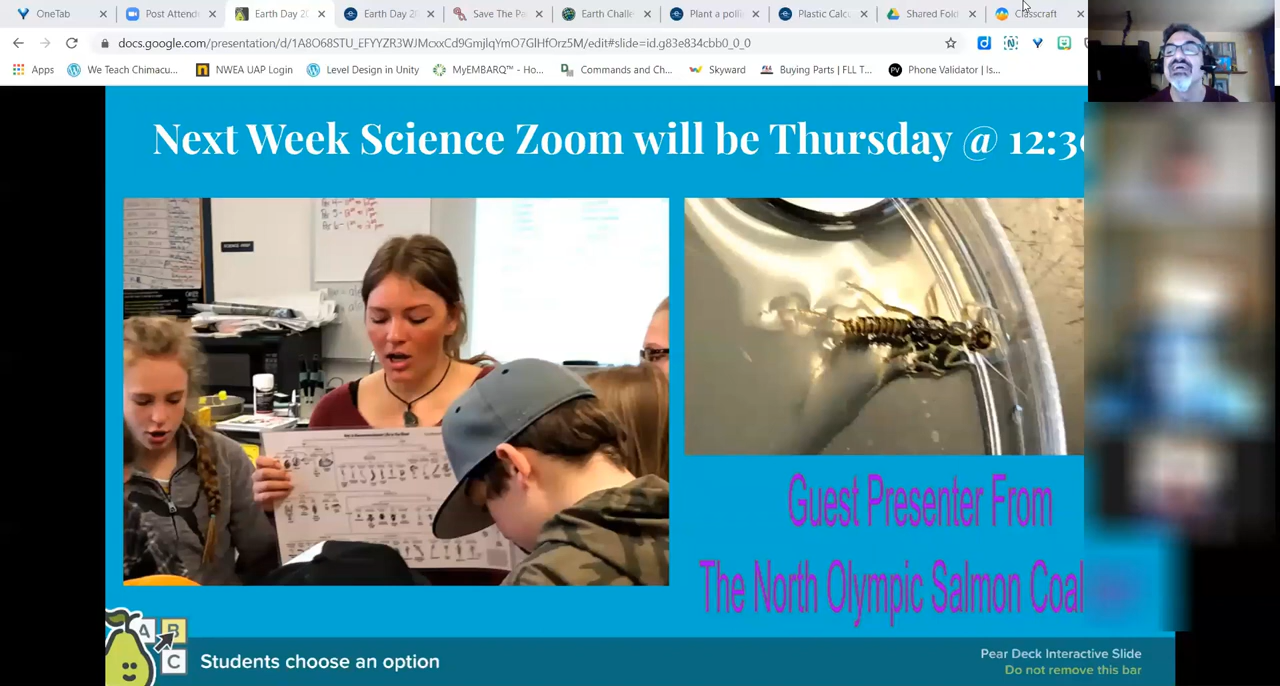 OneTab
Post Attend
Earth Day 2
Earth Day 2
Save The Pa
Earth Challe
Plant a polli
Plastic Calcu
Shared Fold
Classcraft
docs.google.com/presentation/d/1A8O68STU_EFYYZR3WJMcxxCd9GmjlqYmO7GlHfOrz5M/edit#slide=id.g83e834cbb0_0_0
Apps
We Teach Chimacu...
NWEA UAP Login
Level Design in Unity
MyEMBARQ™ - Ho...
Commands and Ch...
Skyward
Buying Parts | FLL T...
Phone Validator | Is...
Next Week Science Zoom will be Thursday @ 12:30
Guest Presenter From
The North Olympic Salmon Coal
A B
C
Students choose an option
Pear Deck Interactive Slide
Do not remove this bar